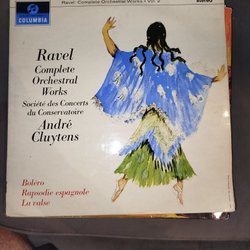 Ravel: Complete Orchestral Works • Vol. 2
stereo
COLUMBIA
Ravel
Complete
Orchestral
Works
Société des Concerts
du Conservatoire
André
Cluytens
Boléro
Rapsodie espagnole
La valse